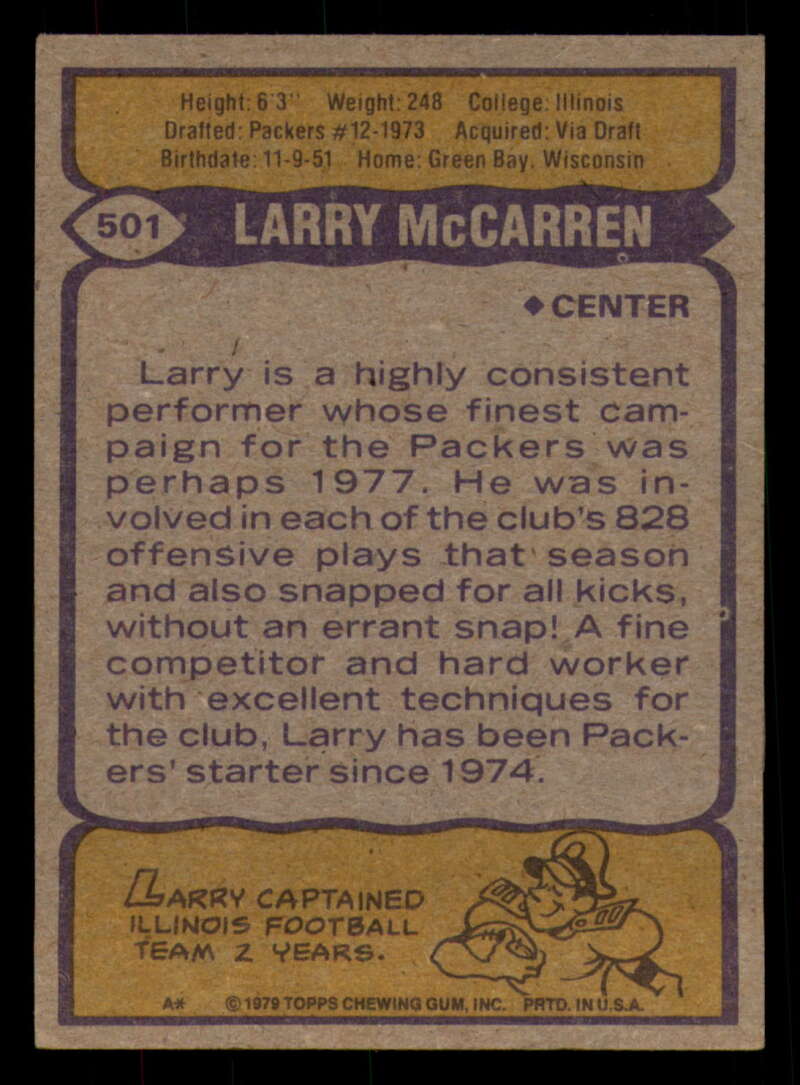 Height: 6'3" Weight: 248 College: Illinois
Drafted: Packers #12-1973 Acquired: Via Draft
Birthdate: 11-9-51 Home: Green Bay, Wisconsin
501 LARRY McCARREN
♦ CENTER
Larry is a highly consistent
performer whose finest cam-
paign for the Packers was
perhaps 1977. He was in-
volved in each of the club's 828
offensive plays that season
and also snapped for all kicks,
without an errant snap! A fine
competitor and hard worker
with excellent techniques for
the club, Larry has been Pack-
ers' starter since 1974.
LARRY CAPTAINED
ILLINOIS FOOTBALL
TEAM 2 YEARS.
A* © 1979 TOPPS CHEWING GUM, INC. PRTD. IN U.S.A.